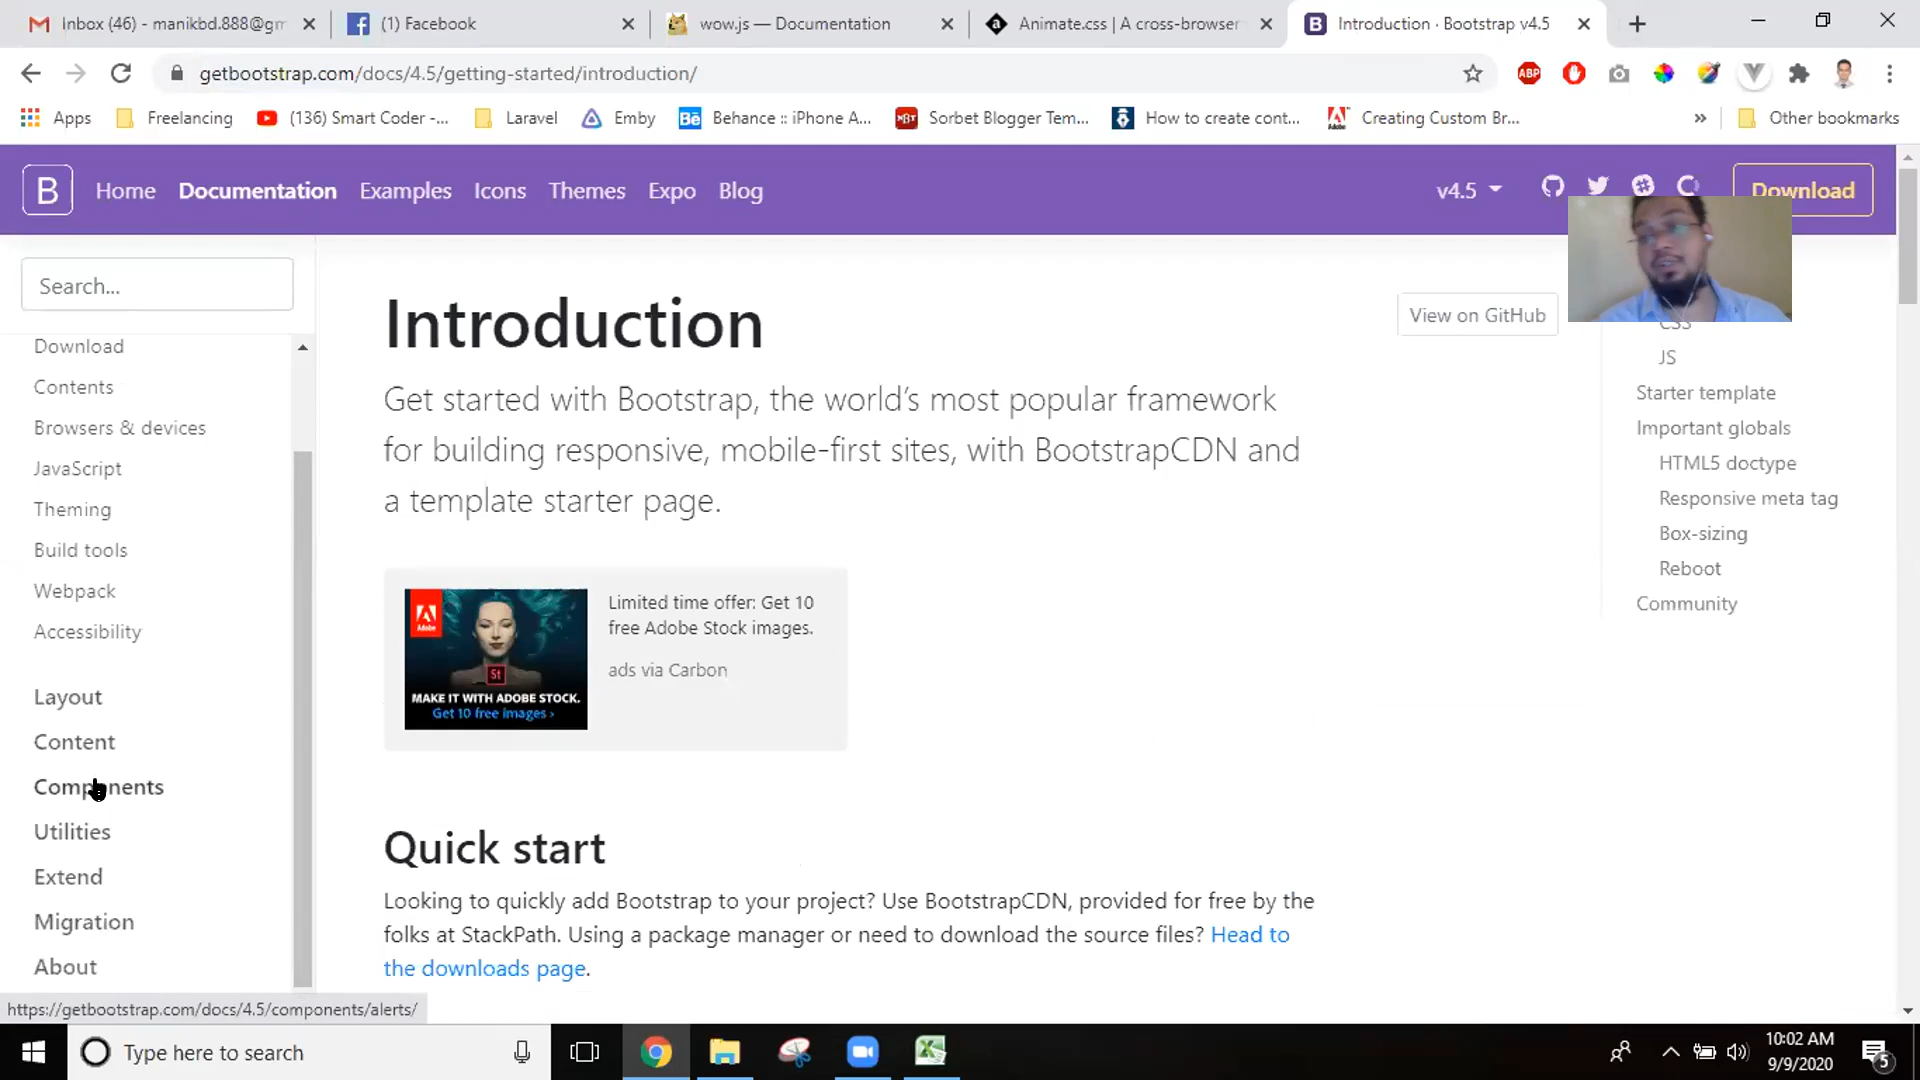 Inbox (46) - manikbd.888@gm
(1) Facebook
wow.js — Documentation
Animate.css | A cross-browser
Introduction · Bootstrap v4.5
getbootstrap.com/docs/4.5/getting-started/introduction/
ABP
Apps
Freelancing
(136) Smart Coder -...
Laravel
Emby
Bē
Behance :: iPhone A...
Sorbet Blogger Tem...
How to create cont...
Creating Custom Br...
»
Other bookmarks
B
Home
Documentation
Examples
Icons
Themes
Expo
Blog
v4.5
Download
Search...
Download
Contents
Browsers & devices
JavaScript
Theming
Build tools
Webpack
Accessibility
Layout
Content
Components
Utilities
Extend
Migration
About
Introduction
View on GitHub
Get started with Bootstrap, the world’s most popular framework
for building responsive, mobile-first sites, with BootstrapCDN and
a template starter page.
Adobe
St
MAKE IT WITH ADOBE STOCK.
Get 10 free images ›
Limited time offer: Get 10
free Adobe Stock images.
ads via Carbon
Quick start
Looking to quickly add Bootstrap to your project? Use BootstrapCDN, provided for free by the
folks at StackPath. Using a package manager or need to download the source files? Head to
the downloads page.
CSS
JS
Starter template
Important globals
HTML5 doctype
Responsive meta tag
Box-sizing
Reboot
Community
https://getbootstrap.com/docs/4.5/components/alerts/
Type here to search
10:02 AM
9/9/2020
5